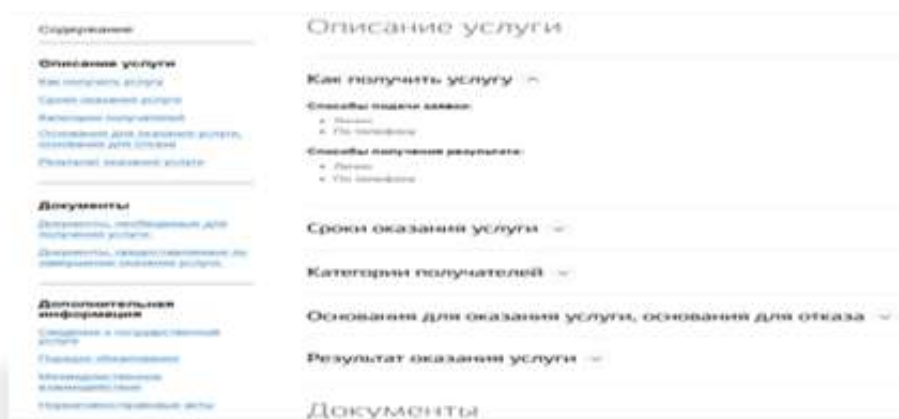 Содержание
Описание услуги
Как получить услугу
Сроки оказания услуги
Категории получателей
Основания для оказания услуги,
основания для отказа
Результат оказания услуги
Документы
Документы, необходимые для
получения услуги
Документы, предоставляемые по
завершении оказания услуги
Дополнительная
информация
Сведения о государственной
услуге
Порядок обжалования
Межведомственное
взаимодействие
Нормативно-правовые акты
Описание услуги
Как получить услугу
Способы подачи заявки:
Лично
По телефону
Способы получения результата:
Лично
По телефону
Сроки оказания услуги
Категории получателей
Основания для оказания услуги, основания для отказа
Результат оказания услуги
Документы